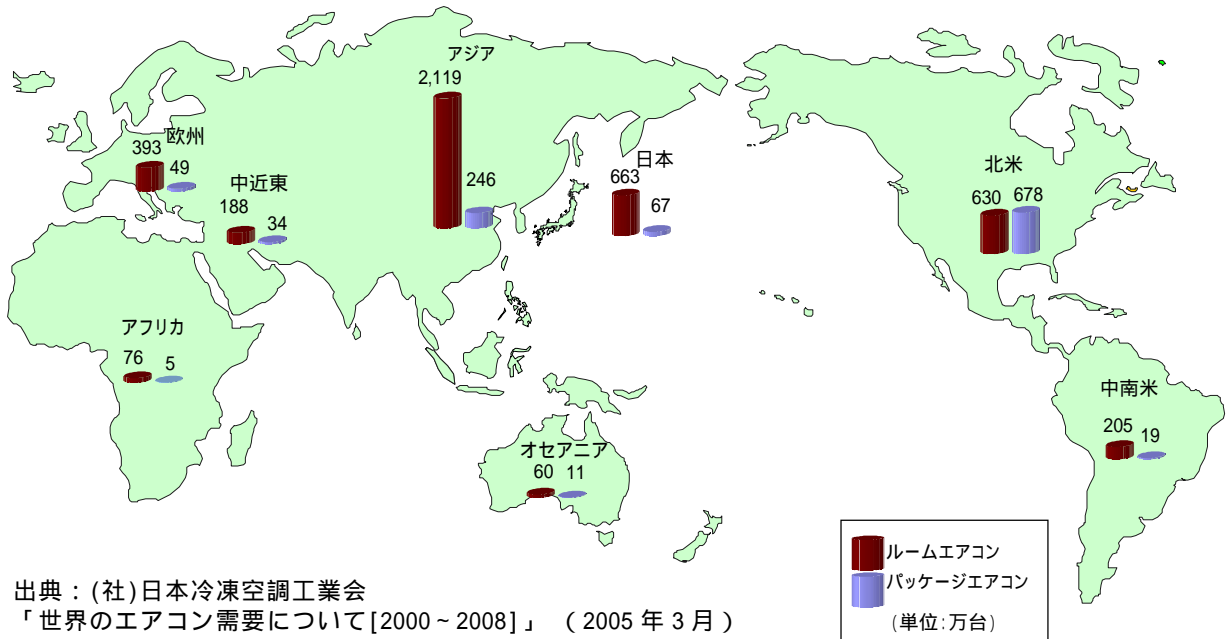 アジア
2,119
246
欧州
393
49
中近東
188
34
日本
663
67
北米
630 678
アフリカ
76 5
オセアニア
60 11
中南米
205
19
ルームエアコン
パッケージエアコン
(単位:万台)
出典：(社)日本冷凍空調工業会
「世界のエアコン需要について[2000～2008]」 （2005年3月）